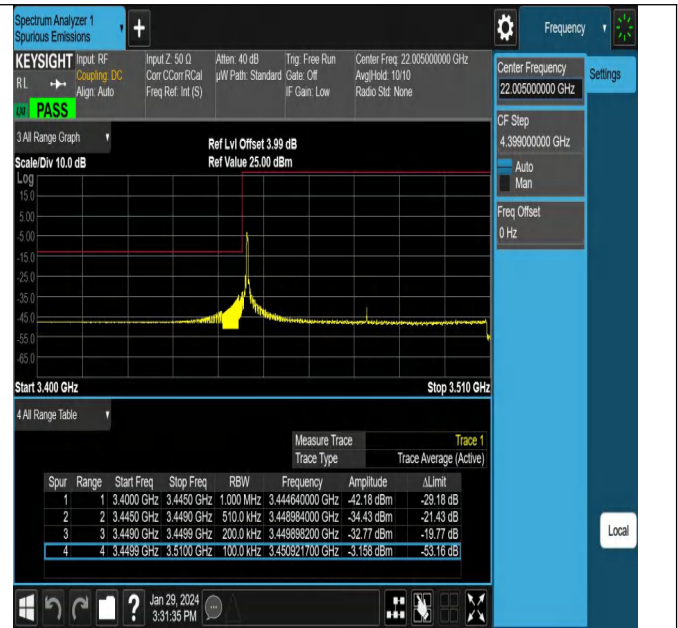 Spectrum Analyzer 1
Spurious Emissions
+
Frequency
KEYSIGHT
RL
Input: RF
Coupling: DC
Align: Auto
Input Z: 50 Ω
Corr CCorr RCal
Freq Ref: Int (S)
Atten: 40 dB
µW Path: Standard
Trig: Free Run
Gate: Off
IF Gain: Low
Center Freq: 22.005000000 GHz
Avg|Hold: 10/10
Radio Std: None
PASS
Center Frequency
22.005000000 GHz
Settings
CF Step
4.399000000 GHz
Auto
Man
Freq Offset
0 Hz
3 All Range Graph
Scale/Div 10.0 dB
Ref Lvl Offset 3.99 dB
Ref Value 25.00 dBm
Log
15.0
5.00
-5.00
-15.0
-25.0
-35.0
-45.0
-55.0
-65.0
Start 3.400 GHz
Stop 3.510 GHz
4 All Range Table
Measure Trace Trace 1
Trace Type Trace Average (Active)
Spur Range Start Freq Stop Freq RBW Frequency Amplitude ΔLimit
1 1 3.4000 GHz 3.4450 GHz 1.000 MHz 3.444640000 GHz -42.18 dBm -29.18 dB
2 2 3.4450 GHz 3.4490 GHz 510.0 kHz 3.448984000 GHz -34.43 dBm -21.43 dB
3 3 3.4490 GHz 3.4499 GHz 200.0 kHz 3.449898200 GHz -32.77 dBm -19.77 dB
4 4 3.4499 GHz 3.5100 GHz 100.0 kHz 3.450921700 GHz -3.158 dBm -53.16 dB
Local
?
Jan 29, 2024
3:31:35 PM